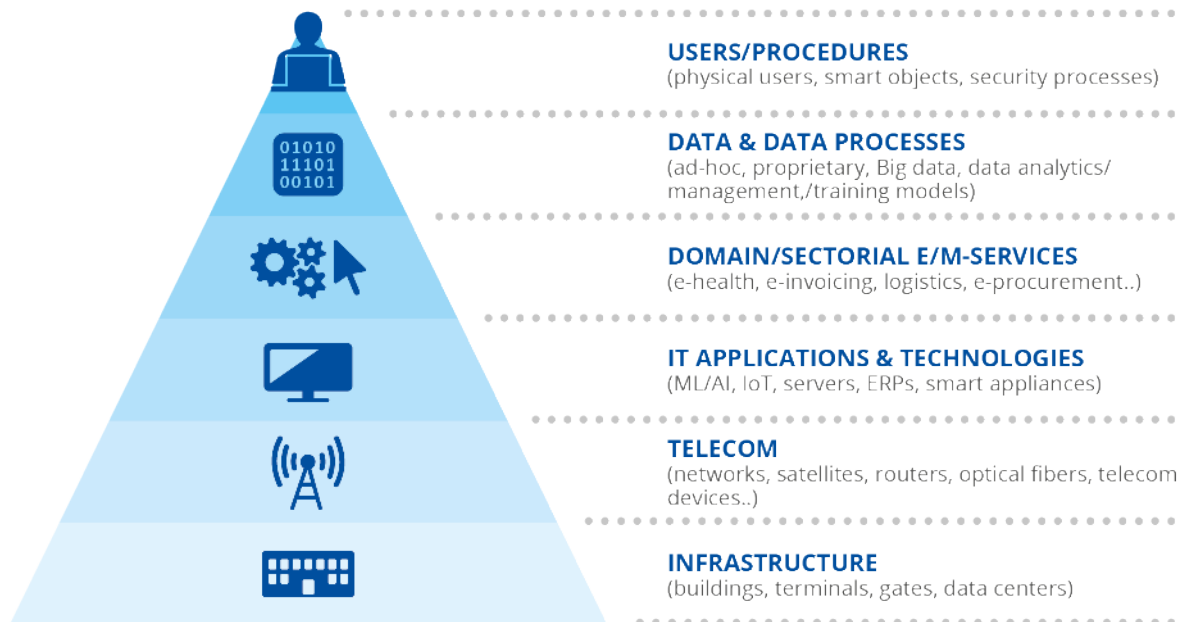 USERS/PROCEDURES
(physical users, smart objects, security processes)
01010
11101
00101
DATA & DATA PROCESSES
(ad-hoc, proprietary, Big data, data analytics/
management,/training models)
DOMAIN/SECTORIAL E/M-SERVICES
(e-health, e-invoicing, logistics, e-procurement..)
IT APPLICATIONS & TECHNOLOGIES
(ML/AI, IoT, servers, ERPs, smart appliances)
TELECOM
(networks, satellites, routers, optical fibers, telecom
devices..)
INFRASTRUCTURE
(buildings, terminals, gates, data centers)